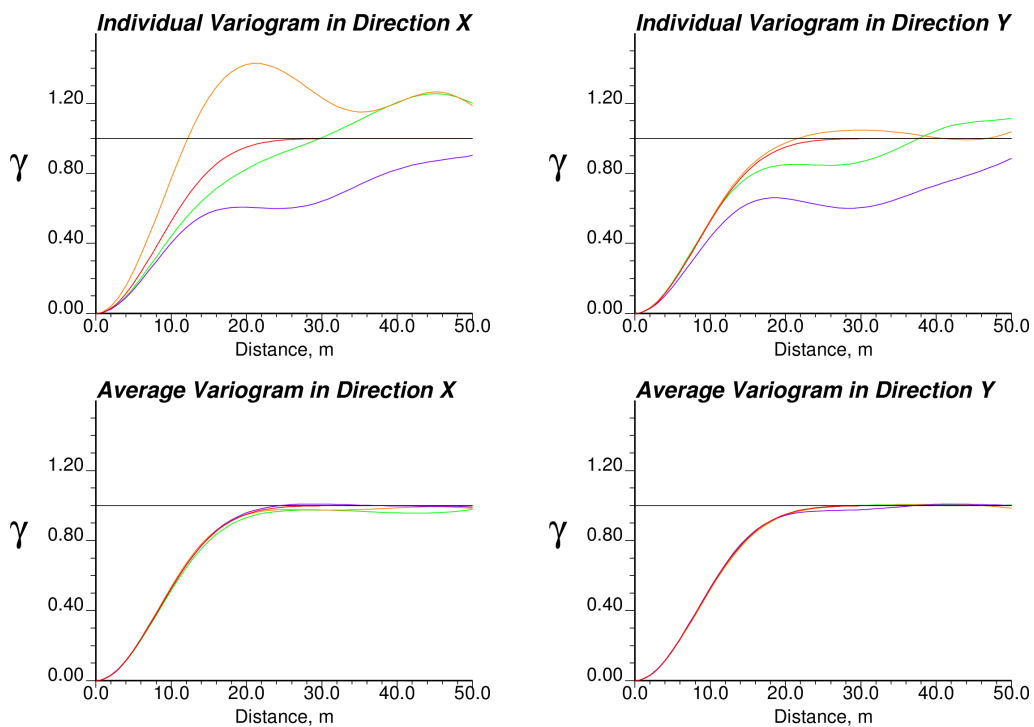 Individual Variogram in Direction X
γ
1.20
0.80
0.40
0.00
0.0 10.0 20.0 30.0 40.0 50.0
Distance, m
Individual Variogram in Direction Y
γ
1.20
0.80
0.40
0.00
0.0 10.0 20.0 30.0 40.0 50.0
Distance, m
Average Variogram in Direction X
γ
1.20
0.80
0.40
0.00
0.0 10.0 20.0 30.0 40.0 50.0
Distance, m
Average Variogram in Direction Y
γ
1.20
0.80
0.40
0.00
0.0 10.0 20.0 30.0 40.0 50.0
Distance, m